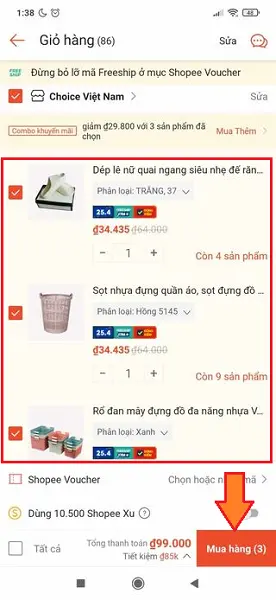 1:38
48
Giỏ hàng (86)
Sửa
Đừng bỏ lỡ mã Freeship ở mục Shopee Voucher
Choice Việt Nam >
Sửa
Combo khuyến mãi
giảm ₫29.800 với 3 sản phẩm đã chọn
Mua Thêm >
Dép lê nữ quai ngang siêu nhẹ đế răn...
Phân loại: TRẮNG, 37
25.4
₫34.435 ₫64.000
− 1 +
Còn 4 sản phẩm
Sọt nhựa đựng quần áo, sọt đựng đồ ...
Phân loại: Hồng 5145
25.4
₫34.435 ₫64.000
− 1 +
Còn 9 sản phẩm
Rổ đan mây đựng đồ đa năng nhựa V...
Phân loại: Xanh
25.4
Shopee Voucher
Chọn hoặc nhập mã
Dùng 10.500 Shopee Xu
Tất cả
Tổng thanh toán ₫99.000
Tiết kiệm ₫85k
Mua hàng (3)